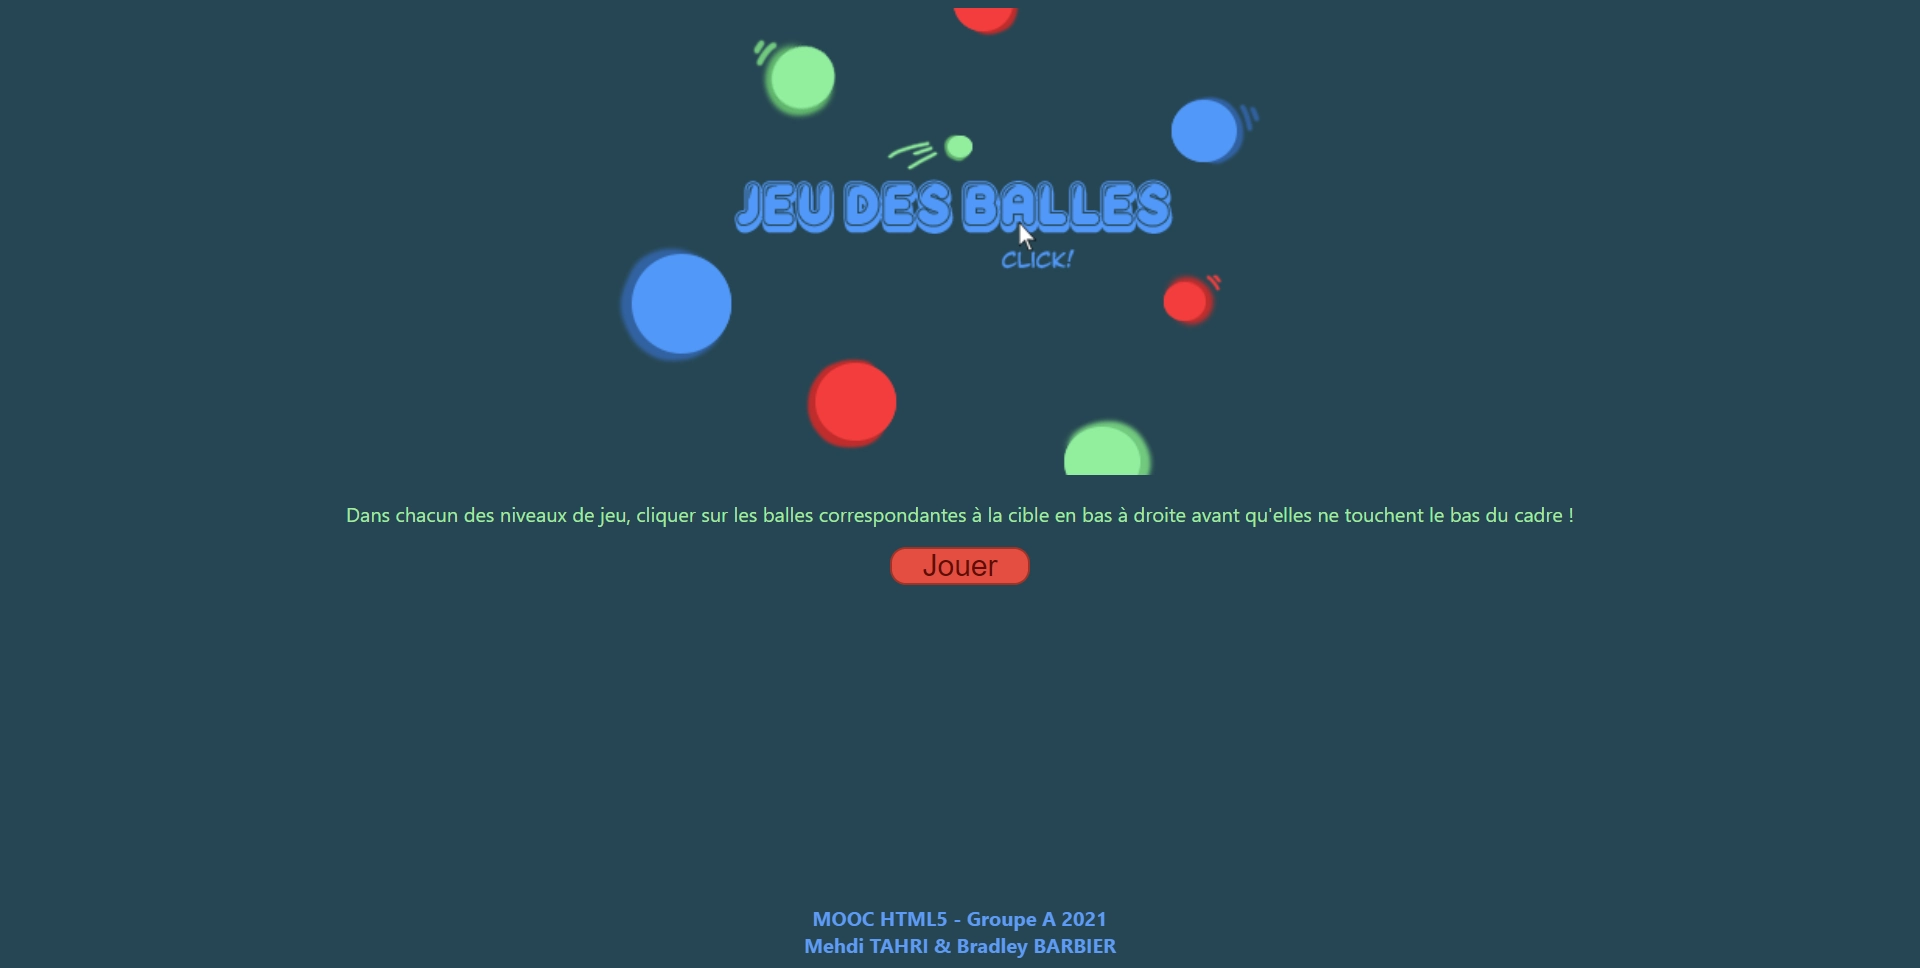 JEU DES BALLES
CLICK!
Dans chacun des niveaux de jeu, cliquer sur les balles correspondantes à la cible en bas à droite avant qu'elles ne touchent le bas du cadre !
Jouer
MOOC HTML5 - Groupe A 2021
Mehdi TAHRI & Bradley BARBIER